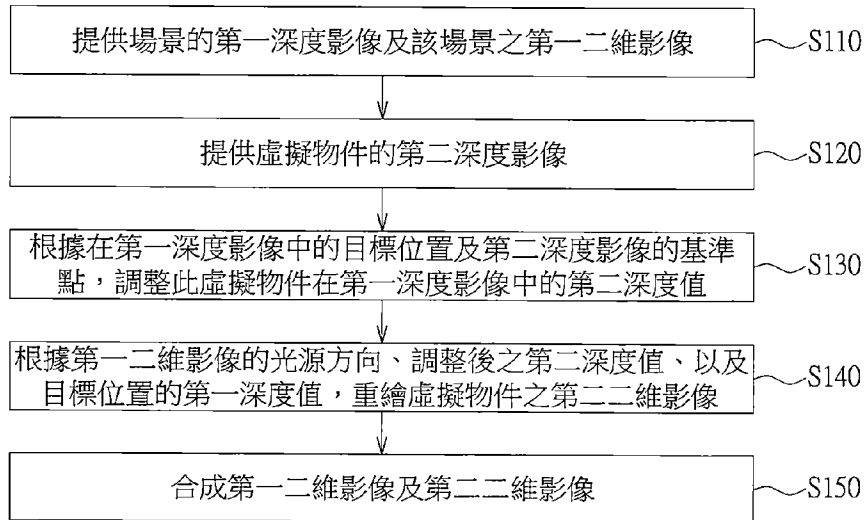 提供場景的第一深度影像及該場景之第一二維影像
S110
提供虛擬物件的第二深度影像
S120
根據在第一深度影像中的目標位置及第二深度影像的基準
點，調整此虛擬物件在第一深度影像中的第二深度值
S130
根據第一二維影像的光源方向、調整後之第二深度值、以及
目標位置的第一深度值，重繪虛擬物件之第二二維影像
S140
合成第一二維影像及第二二維影像
S150